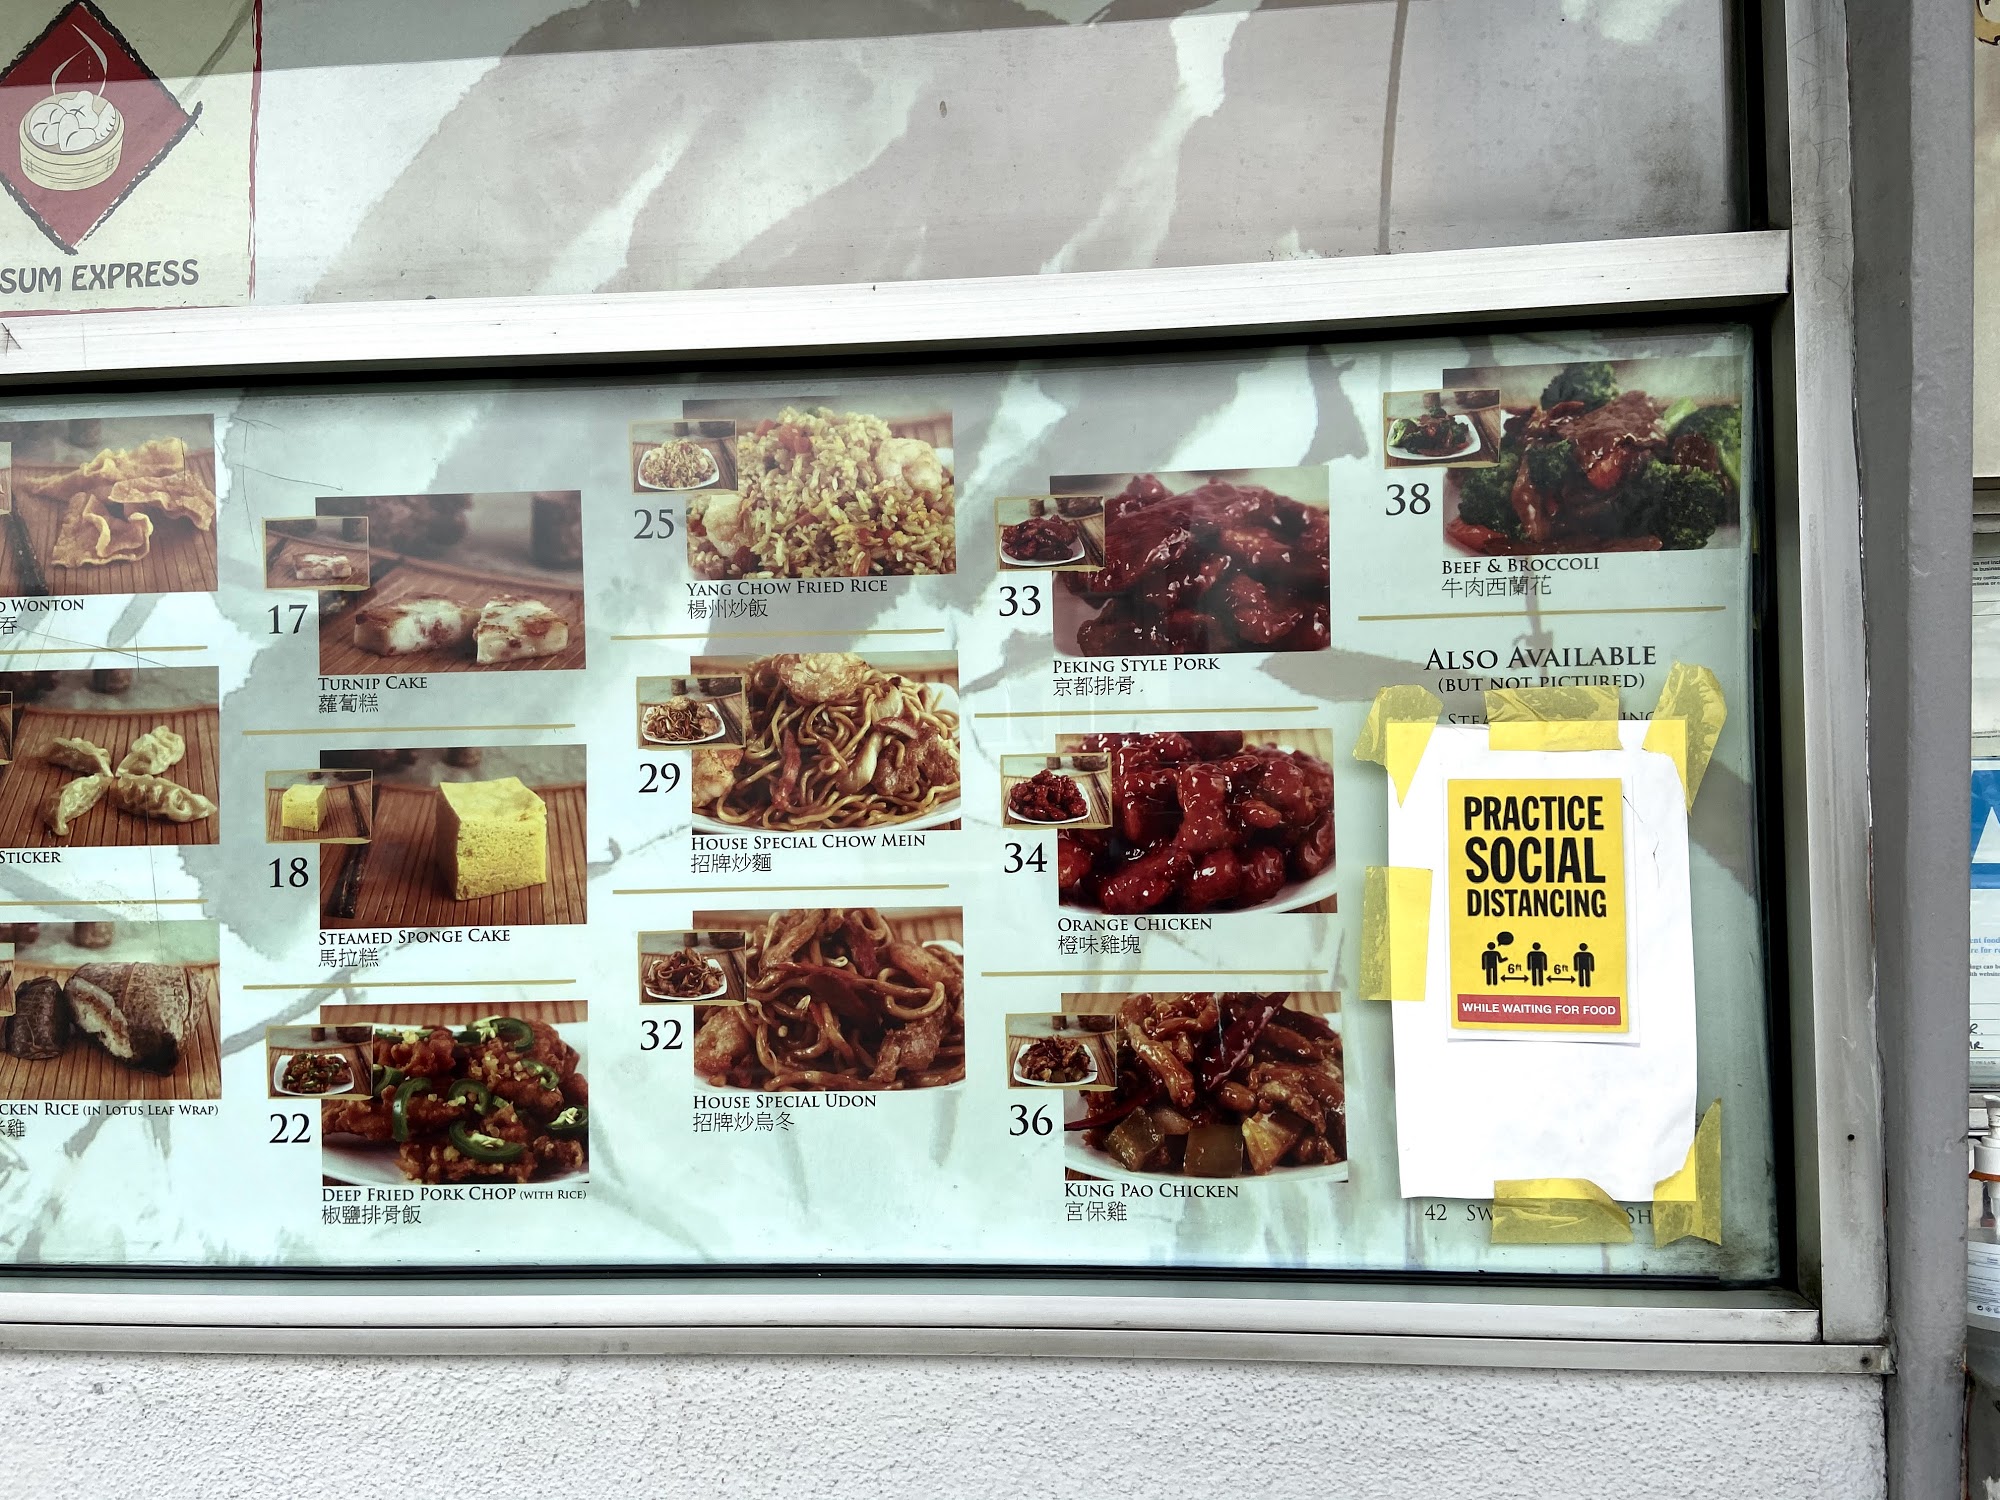 SUM EXPRESS
WONTON
吞
STICKER
RICE (IN LOTUS LEAF WRAP)
雞
17
TURNIP CAKE
蘿蔔糕
18
STEAMED SPONGE CAKE
馬拉糕
22
DEEP FRIED PORK CHOP (WITH RICE)
椒鹽排骨飯
25
YANG CHOW FRIED RICE
楊州炒飯
29
HOUSE SPECIAL CHOW MEIN
招牌炒麵
32
HOUSE SPECIAL UDON
招牌炒烏冬
33
PEKING STYLE PORK
京都排骨
34
ORANGE CHICKEN
橙味雞塊
36
KUNG PAO CHICKEN
宮保雞
38
BEEF & BROCCOLI
牛肉西蘭花
ALSO AVAILABLE
(BUT NOT PICTURED)
PRACTICE
SOCIAL
DISTANCING
6ft 6ft
WHILE WAITING FOR FOOD
42